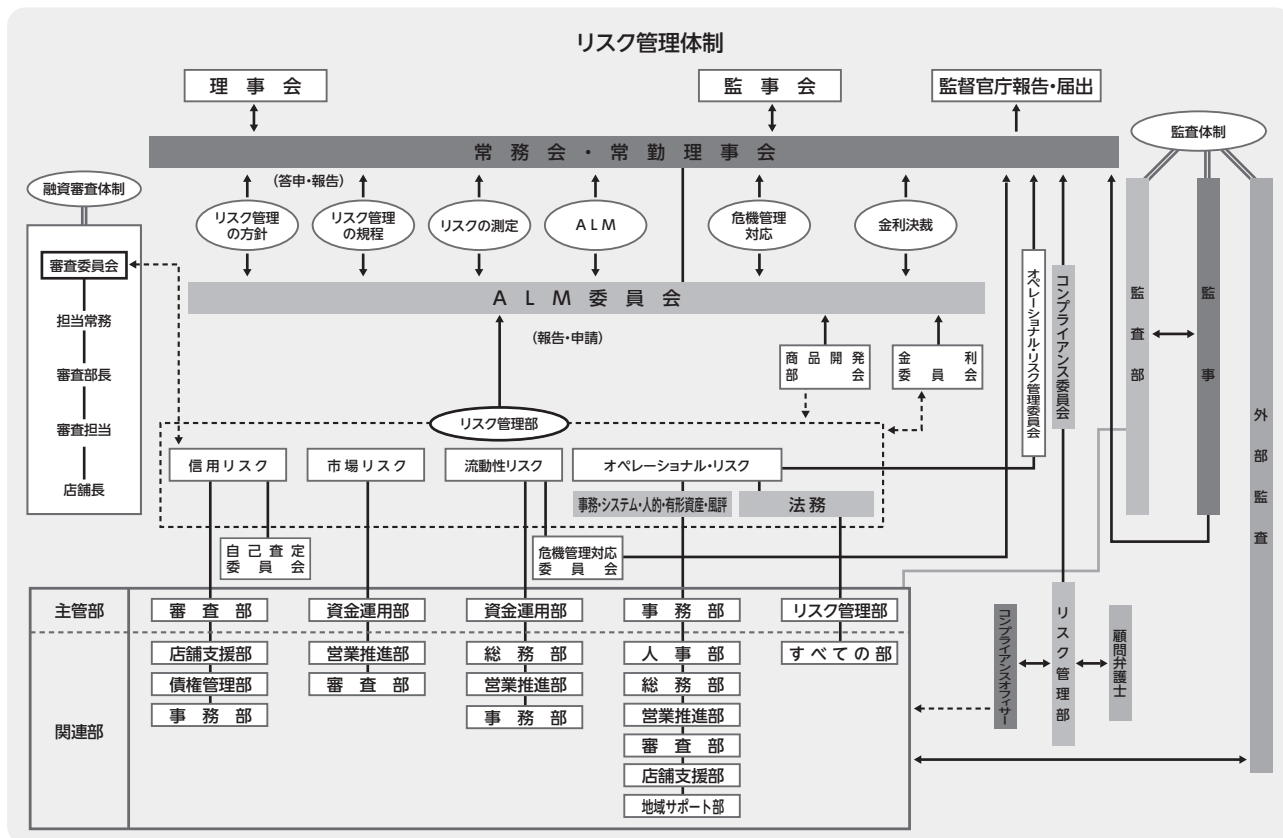 リスク管理体制
理事会
監事会
監督官庁報告・届出
監査体制
常務会・常勤理事会
(答申・報告)
融資審査体制
リスク管理
の方針
リスク管理
の規程
リスクの測定
ALM
危機管理
対応
金利決裁
審査委員会
担当常務
審査部長
審査担当
店舗長
ALM委員会
(報告・申請)
商品開発
部会
金利
委員会
オペレーショナル・リスク管理委員会
コンプライアンス委員会
監査部
監事
外部監査
リスク管理部
信用リスク
市場リスク
流動性リスク
オペレーショナル・リスク
事務・システム・人的・有形資産・風評
法務
自己査定
委員会
危機管理対応
委員会
主管部
審査部
資金運用部
資金運用部
事務部
リスク管理部
関連部
店舗支援部
債権管理部
事務部
営業推進部
審査部
総務部
営業推進部
事務部
人事部
総務部
営業推進部
審査部
店舗支援部
地域サポート部
すべての部
コンプライアンスオフィサー
リスク管理部
顧問弁護士